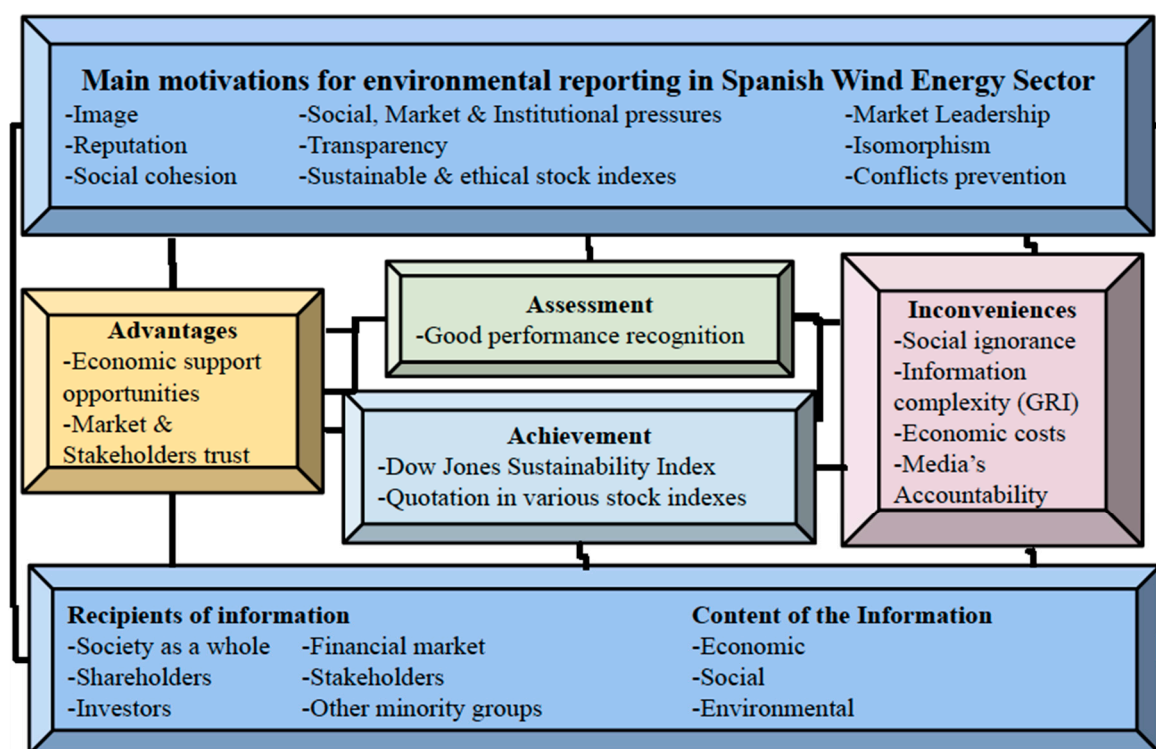 Main motivations for environmental reporting in Spanish Wind Energy Sector
-Image -Social, Market & Institutional pressures -Market Leadership
-Reputation -Transparency -Isomorphism
-Social cohesion -Sustainable & ethical stock indexes -Conflicts prevention
Advantages
-Economic support
opportunities
-Market &
Stakeholders trust
Assessment
-Good performance recognition
Achievement
-Dow Jones Sustainability Index
-Quotation in various stock indexes
Inconveniences
-Social ignorance
-Information
complexity (GRI)
-Economic costs
-Media’s
Accountability
Recipients of information
-Society as a whole -Financial market
-Shareholders -Stakeholders
-Investors -Other minority groups
Content of the Information
-Economic
-Social
-Environmental